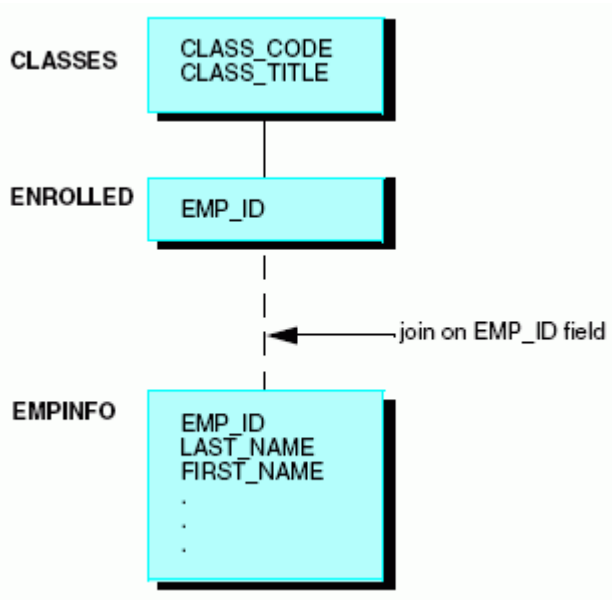 CLASSES
CLASS_CODE
CLASS_TITLE
ENROLLED
EMP_ID
join on EMP_ID field
EMPINFO
EMP_ID
LAST_NAME
FIRST_NAME
.
.
.